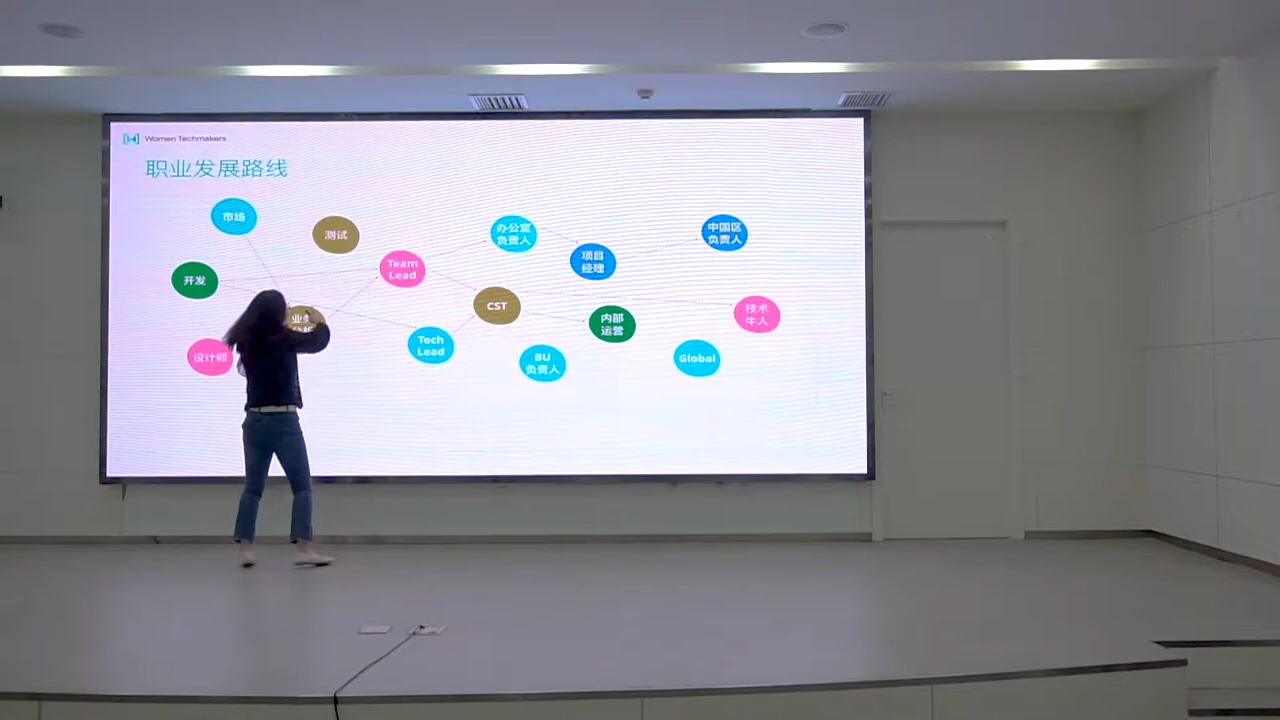 Women Techmakers
职业发展路线
市场
测试
办公室
负责人
中国区
负责人
项目
经理
Team
Lead
开发
CST
业务
技术
牛人
内部
运营
Tech
Lead
设计师
BU
负责人
Global